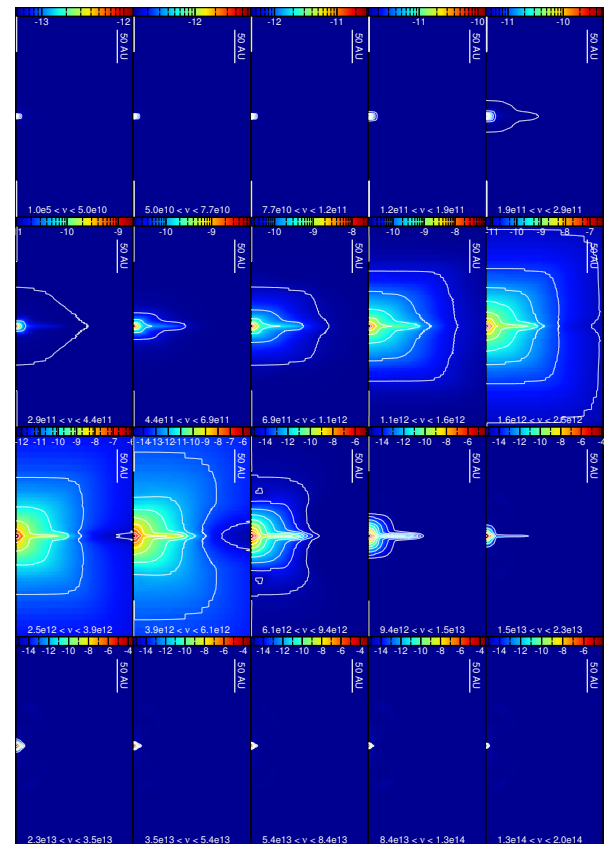 -13 -12
50 AU
1.0e5 < ν < 5.0e10
-12
50 AU
5.0e10 < ν < 7.7e10
-12 -11
50 AU
7.7e10 < ν < 1.2e11
-11
50 AU
1.2e11 < ν < 1.9e11
-11 -10
50 AU
1.9e11 < ν < 2.9e11
-10 -9
50 AU
2.9e11 < ν < 4.4e11
-10 -9
50 AU
4.4e11 < ν < 6.9e11
-10 -9 -8
50 AU
6.9e11 < ν < 1.1e12
-10 -9 -8
50 AU
1.1e12 < ν < 1.6e12
-11 -10 -9 -8 -7
50 AU
1.6e12 < ν < 2.5e12
-12 -11 -10 -9 -8 -7 -6
50 AU
2.5e12 < ν < 3.9e12
-14 -13 -12 -11 -10 -9 -8 -7 -6
50 AU
3.9e12 < ν < 6.1e12
-14 -12 -10 -8 -6
50 AU
6.1e12 < ν < 9.4e12
-14 -12 -10 -8 -6
50 AU
9.4e12 < ν < 1.5e13
-14 -12 -10 -8 -6 -4
50 AU
1.5e13 < ν < 2.3e13
-14 -12 -10 -8 -6 -4
50 AU
2.3e13 < ν < 3.5e13
-14 -12 -10 -8 -6 -4
50 AU
3.5e13 < ν < 5.4e13
-14 -12 -10 -8 -6 -4
50 AU
5.4e13 < ν < 8.4e13
-14 -12 -10 -8 -6 -4
50 AU
8.4e13 < ν < 1.3e14
-14 -12 -10 -8 -6
50 AU
1.3e14 < ν < 2.0e14